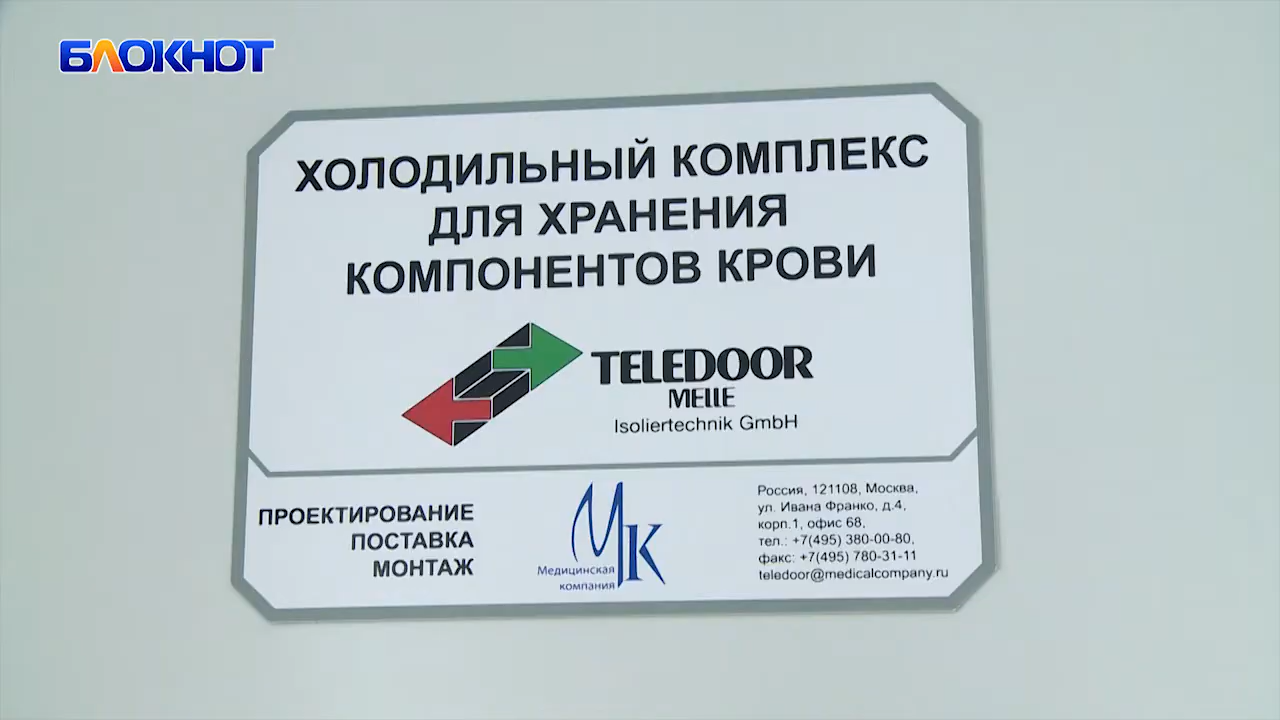 БЛОКНОТ
ХОЛОДИЛЬНЫЙ КОМПЛЕКС
ДЛЯ ХРАНЕНИЯ
КОМПОНЕНТОВ КРОВИ
TELEDOOR
MELLE
Isoliertechnik GmbH
ПРОЕКТИРОВАНИЕ
ПОСТАВКА
МОНТАЖ
МК
Медицинская
компания
Россия, 121108, Москва,
ул. Ивана Франко, д.4,
корп.1, офис 68,
тел.: +7(495) 380-00-80,
факс: +7(495) 780-31-11
teledoor@medicalcompany.ru